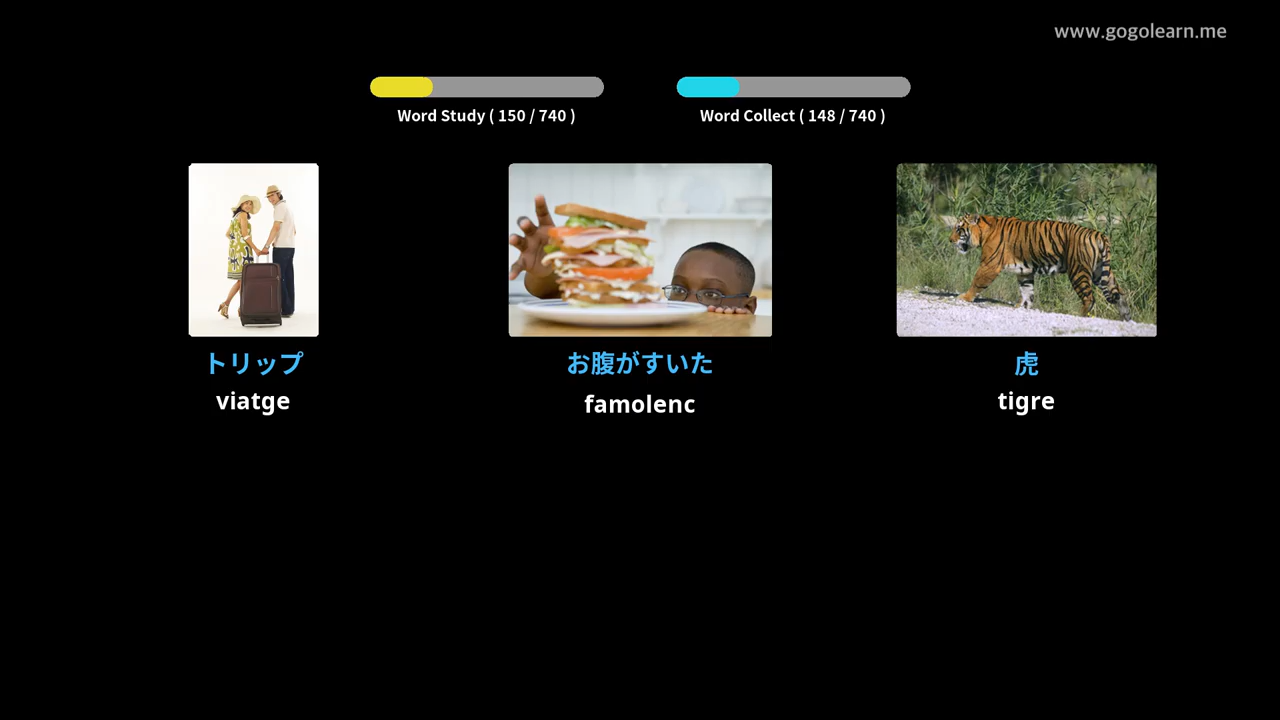 www.gogolearn.me
Word Study ( 150 / 740 )
Word Collect ( 148 / 740 )
トリップ
viatge
お腹がすいた
famolenc
虎
tigre